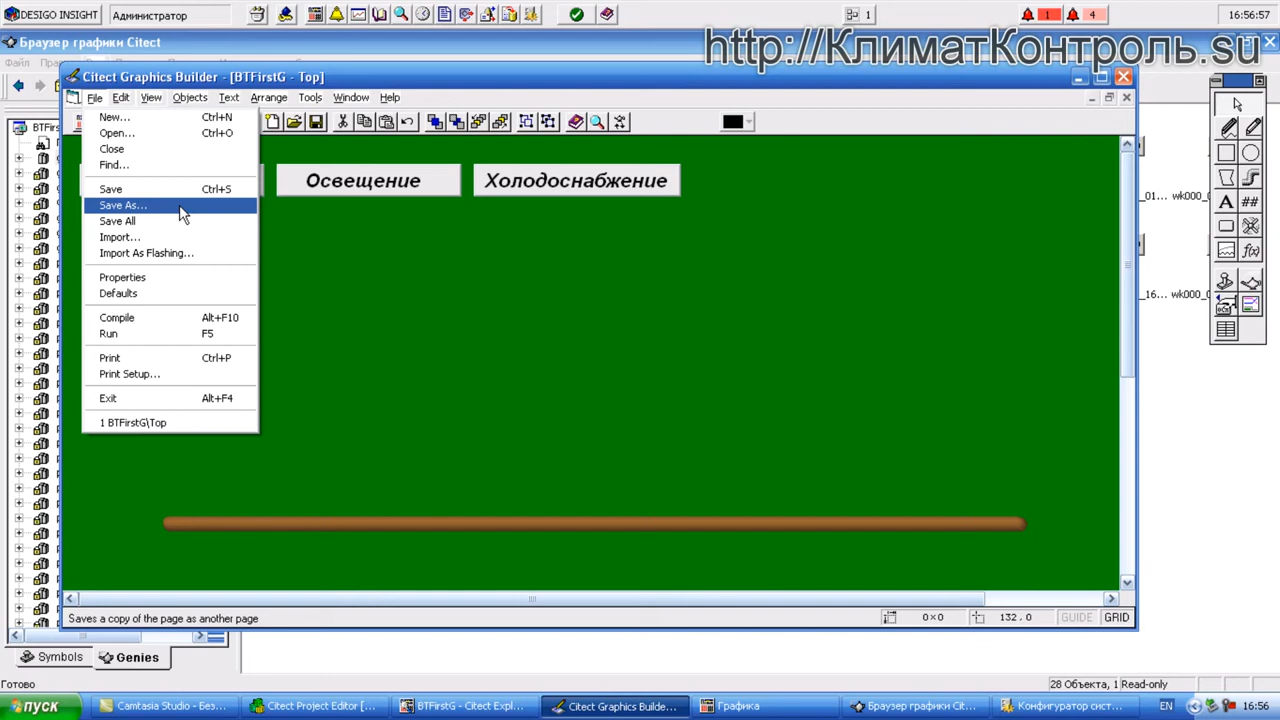 DESIGO INSIGHT
Администратор
1
1
4
16:56:57
Браузер графики Citect
http://КлиматКонтроль.su
Citect Graphics Builder - [BTFirstG - Top]
File Edit View Objects Text Arrange Tools Window Help
New... Ctrl+N
Open... Ctrl+O
Close
Find...
Save Ctrl+S
Save As...
Save All
Import...
Import As Flashing...
Properties
Defaults
Compile Alt+F10
Run F5
Print Ctrl+P
Print Setup...
Exit Alt+F4
1 BTFirstG\Top
Освещение
Холодоснабжение
_01... wk000_0
_16... wk000_0
Saves a copy of the page as another page
0×0
132, 0
GUIDE
GRID
Symbols
Genies
Готово
28 Объекта, 1
Read-only
пуск
Camtasia Studio - Без...
Citect Project Editor [...
BTFirstG - Citect Expl...
Citect Graphics Builde...
Графика
Браузер графики Cit...
Конфигуратор сист...
EN
16:56